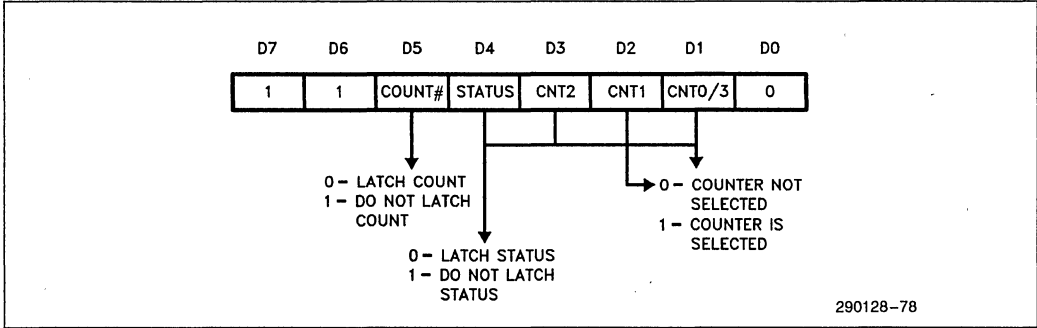 D7 D6 D5 D4 D3 D2 D1 D0
1 1 COUNT# STATUS CNT2 CNT1 CNT0/3 0
0 – LATCH COUNT
1 – DO NOT LATCH
COUNT
0 – COUNTER NOT
SELECTED
1 – COUNTER IS
SELECTED
0 – LATCH STATUS
1 – DO NOT LATCH
STATUS
290128–78